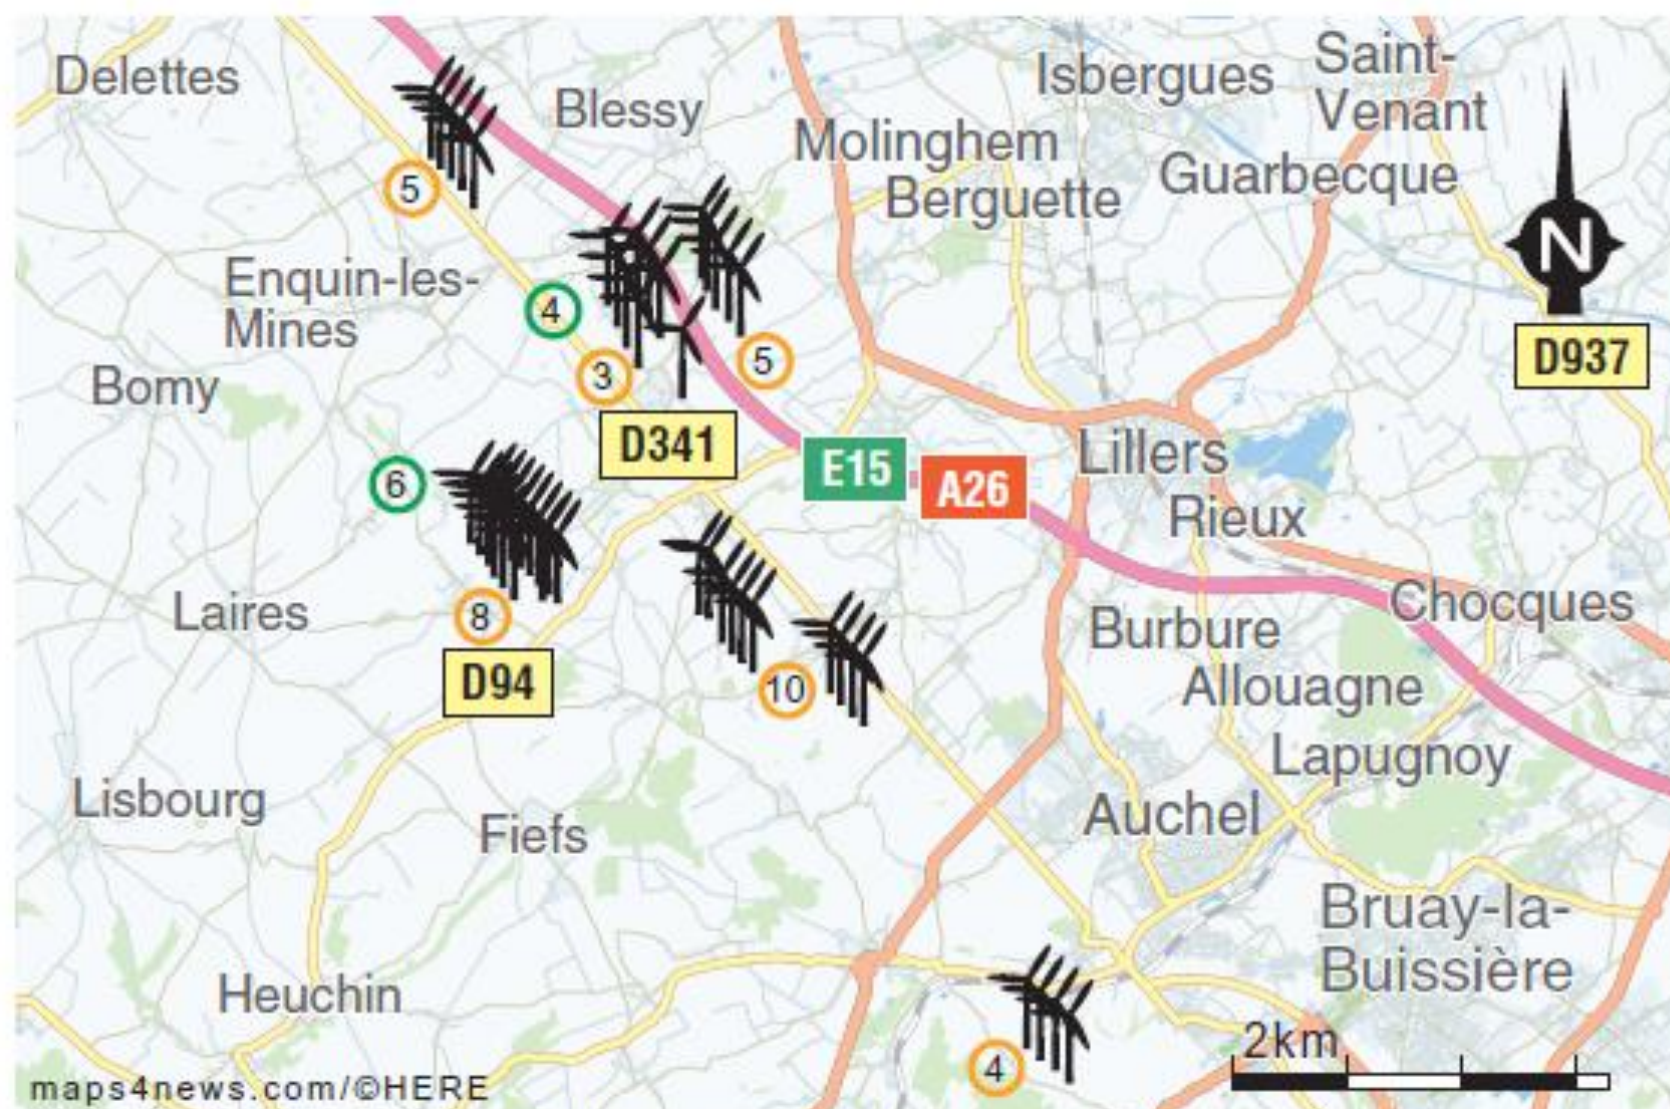 Delettes
Blessy
Isbergues
Saint-
Venant
Molinghem
Berguette
Guarbecque
5
N
Enquin-les-
Mines
4
3
5
D937
Bomy
D341
E15
A26
Lillers
6
Rieux
Laires
8
Chocques
Burbure
D94
10
Allouagne
Lapugnoy
Lisbourg
Fiefs
Auchel
Bruay-la-
Buissière
Heuchin
4
2km
maps4news.com/©HERE